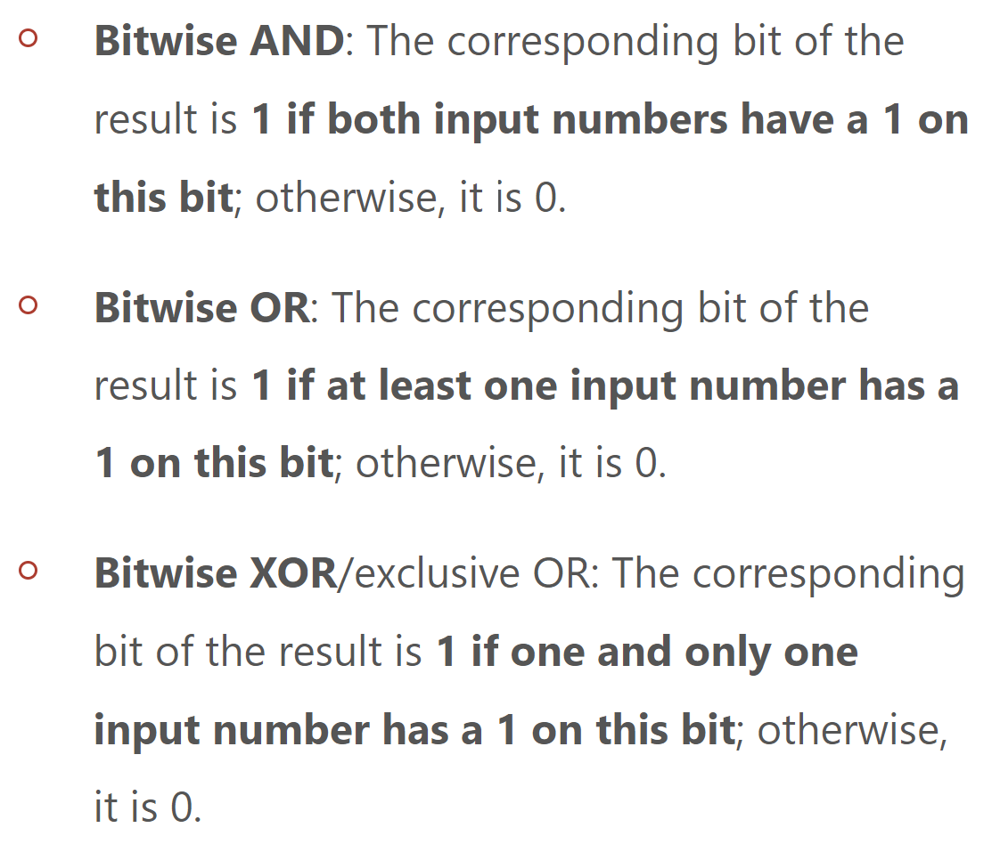 Bitwise AND: The corresponding bit of the
result is 1 if both input numbers have a 1 on
this bit; otherwise, it is 0.
Bitwise OR: The corresponding bit of the
result is 1 if at least one input number has a
1 on this bit; otherwise, it is 0.
Bitwise XOR/exclusive OR: The corresponding
bit of the result is 1 if one and only one
input number has a 1 on this bit; otherwise,
it is 0.